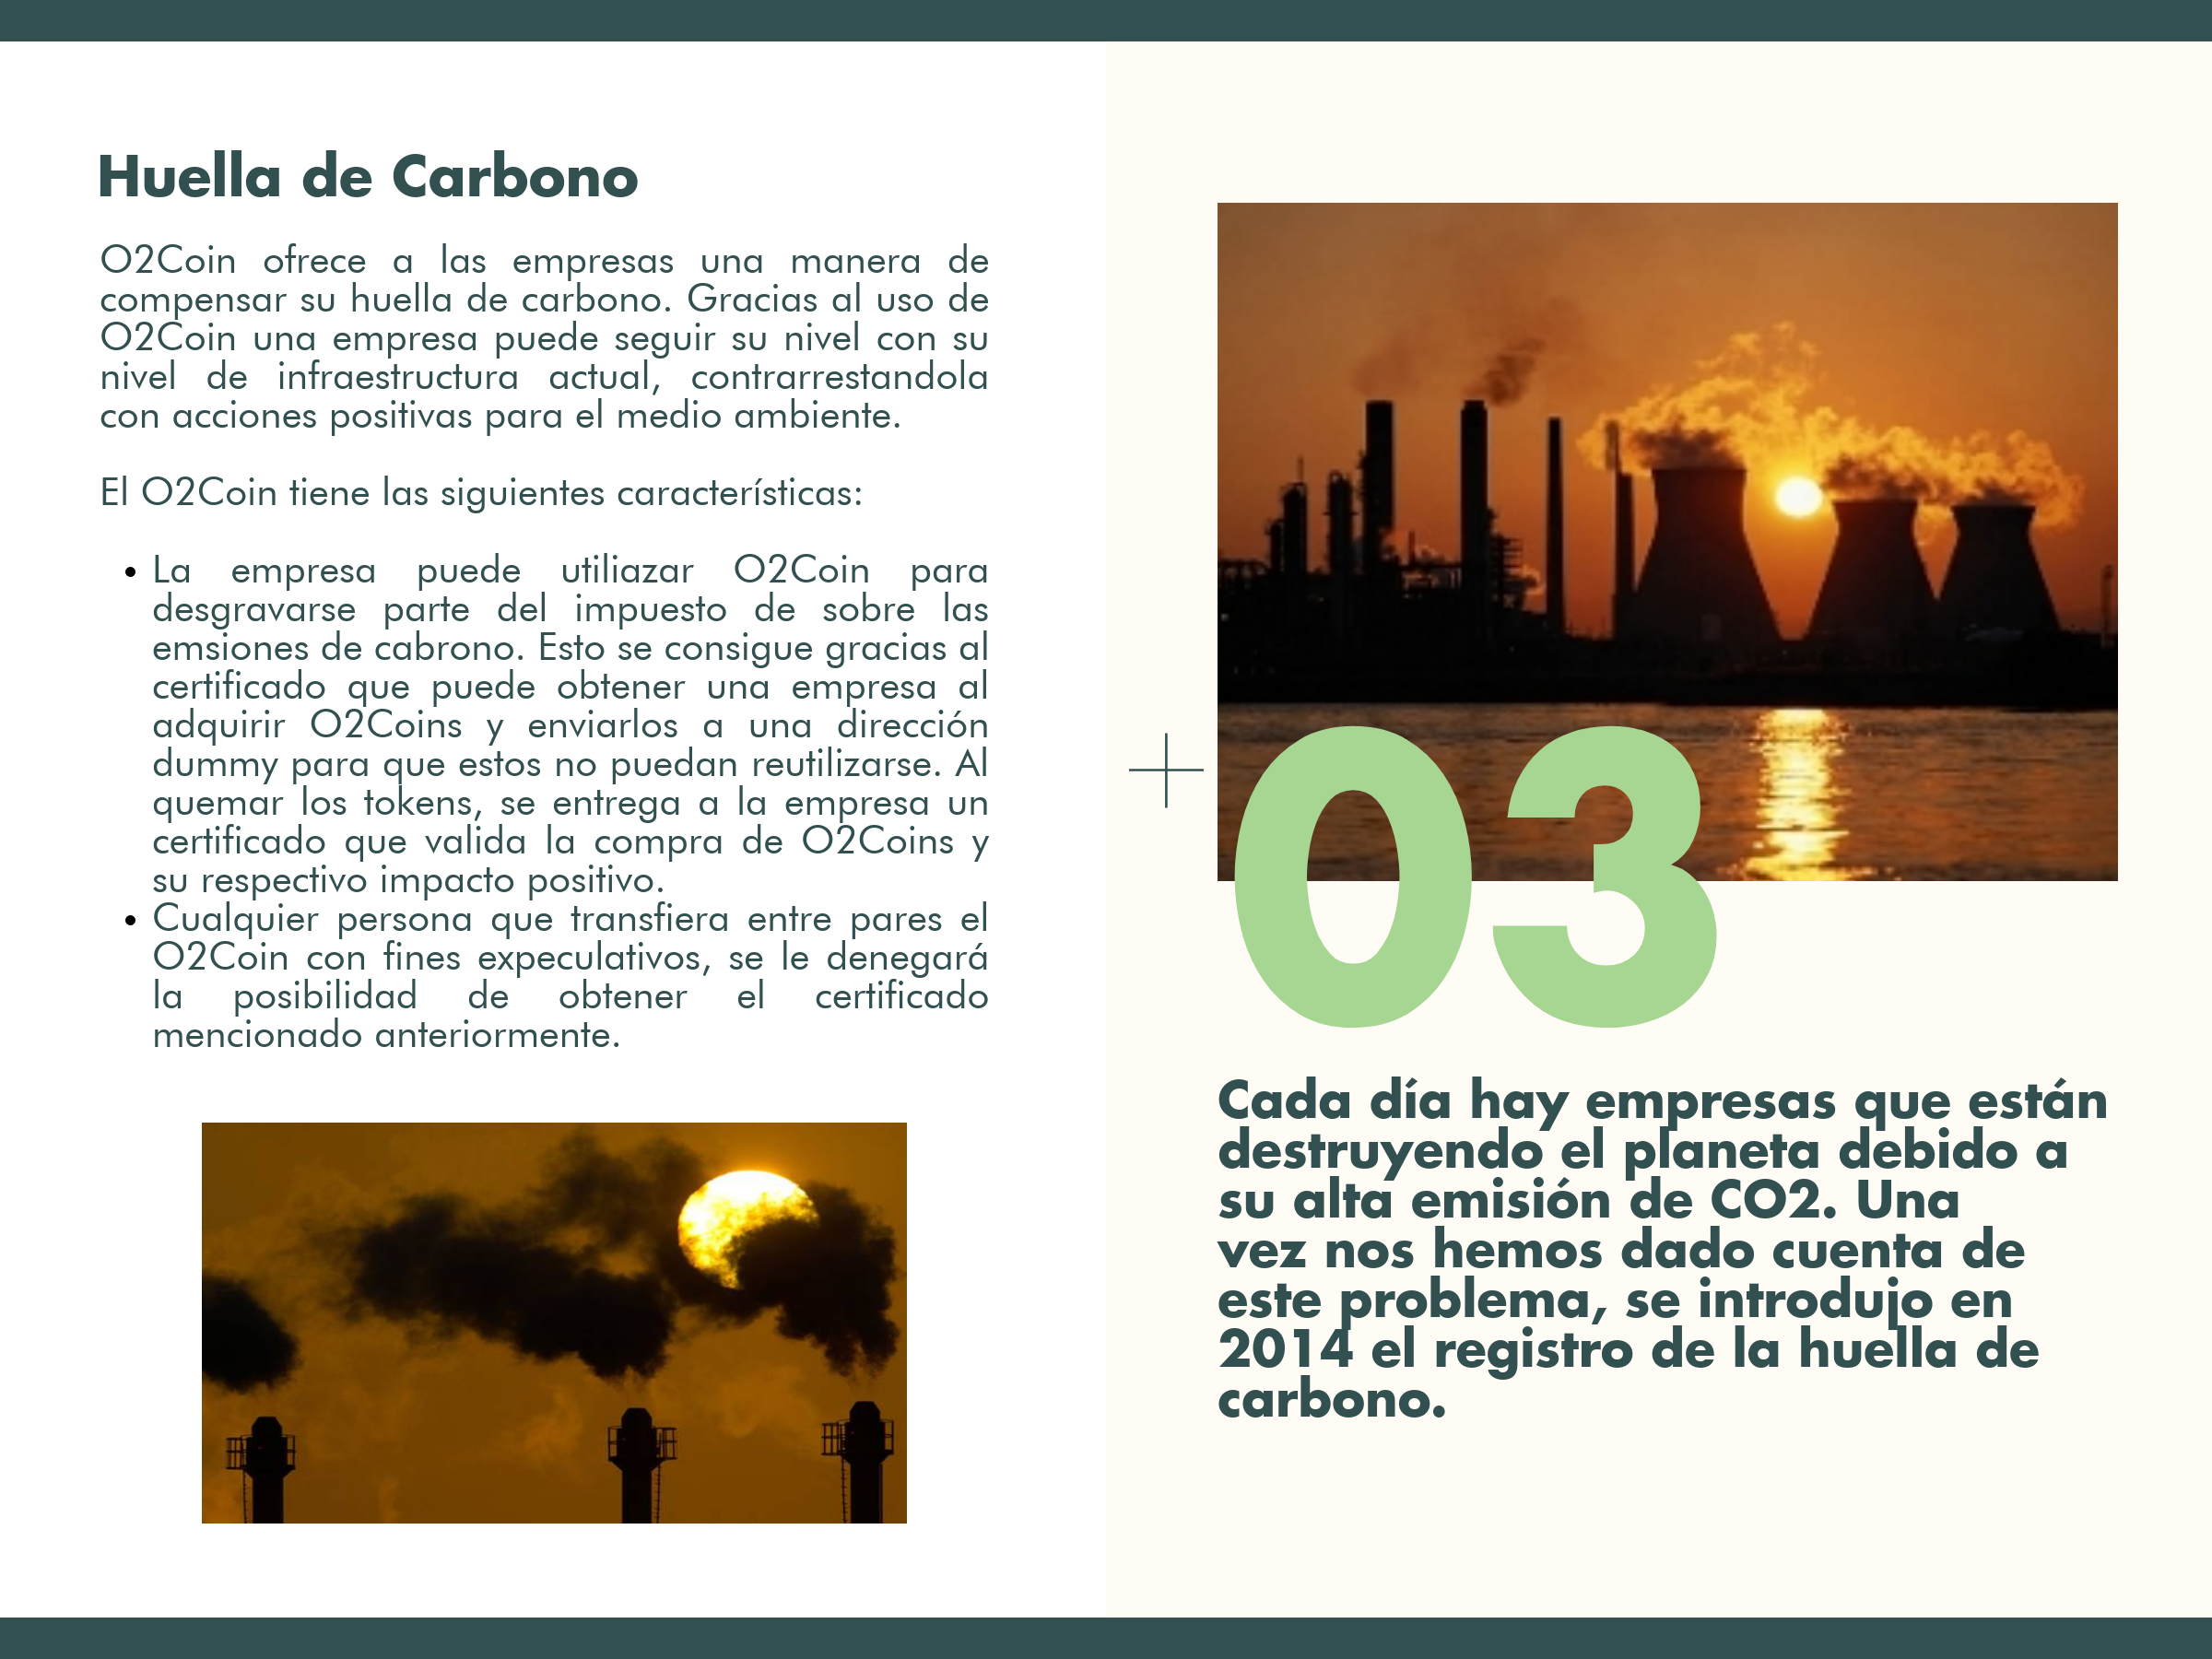 Huella de Carbono
O2Coin ofrece a las empresas una manera de
compensar su huella de carbono. Gracias al uso de
O2Coin una empresa puede seguir su nivel con su
nivel de infraestructura actual, contrarrestandola
con acciones positivas para el medio ambiente.
El O2Coin tiene las siguientes características:
• La empresa puede utiliazar O2Coin para
desgravarse parte del impuesto de sobre las
emsiones de cabrono. Esto se consigue gracias al
certificado que puede obtener una empresa al
adquirir O2Coins y enviarlos a una dirección
dummy para que estos no puedan reutilizarse. Al
quemar los tokens, se entrega a la empresa un
certificado que valida la compra de O2Coins y
su respectivo impacto positivo.
• Cualquier persona que transfiera entre pares el
O2Coin con fines expeculativos, se le denegará
la posibilidad de obtener el certificado
mencionado anteriormente.
03
Cada día hay empresas que están
destruyendo el planeta debido a
su alta emisión de CO2. Una
vez nos hemos dado cuenta de
este problema, se introdujo en
2014 el registro de la huella de
carbono.